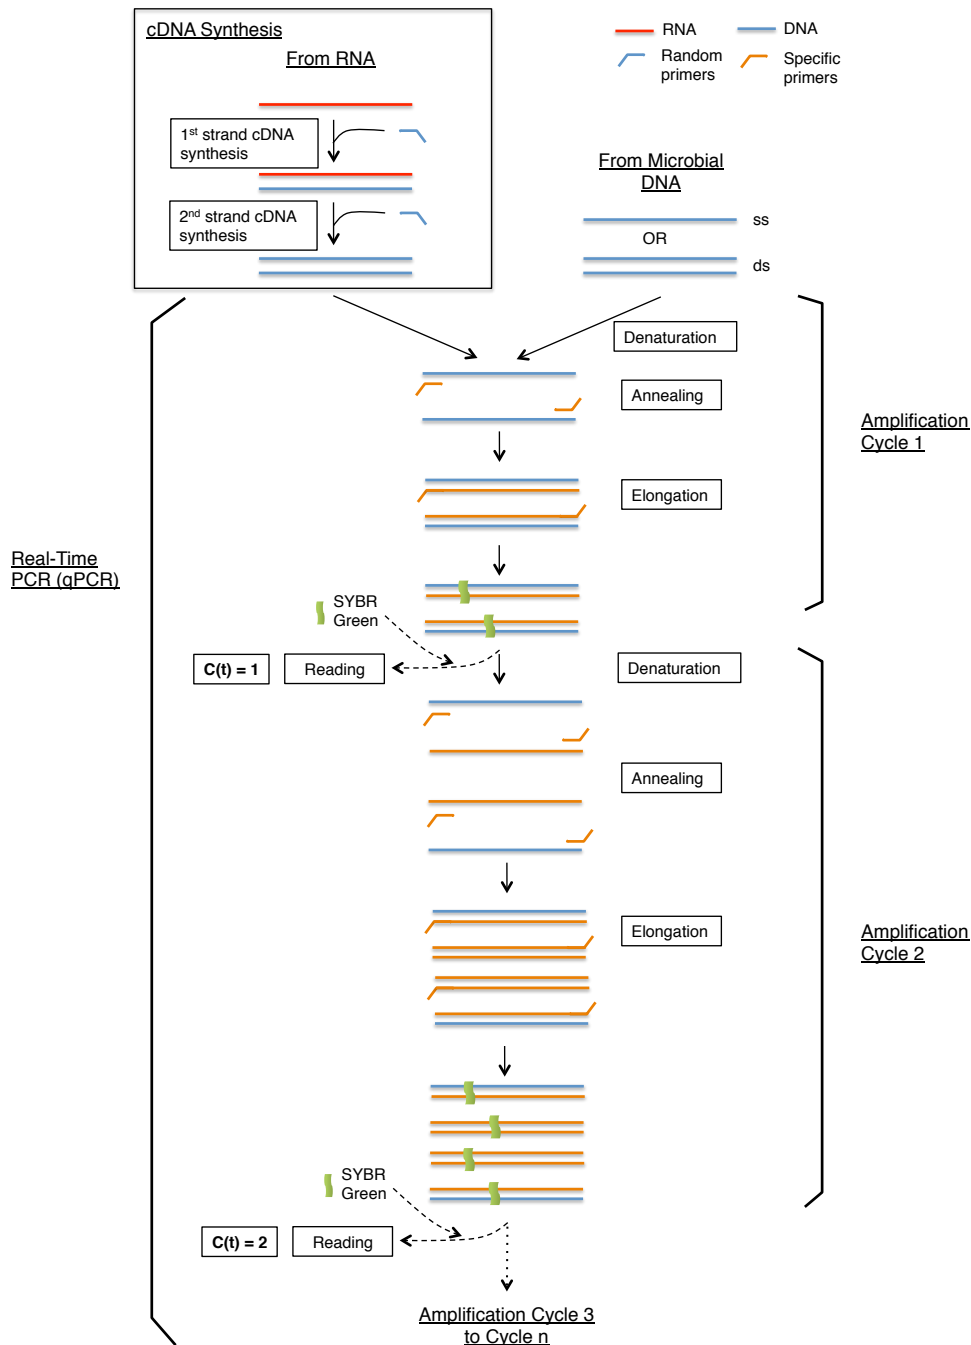 cDNA Synthesis
From RNA
1st strand cDNA
synthesis
2nd strand cDNA
synthesis
RNA
DNA
Random
primers
Specific
primers
From Microbial
DNA
ss
OR
ds
Denaturation
Annealing
Elongation
Amplification
Cycle 1
Real-Time
PCR (qPCR)
SYBR
Green
C(t) = 1
Reading
Denaturation
Annealing
Elongation
Amplification
Cycle 2
SYBR
Green
C(t) = 2
Reading
Amplification Cycle 3
to Cycle n